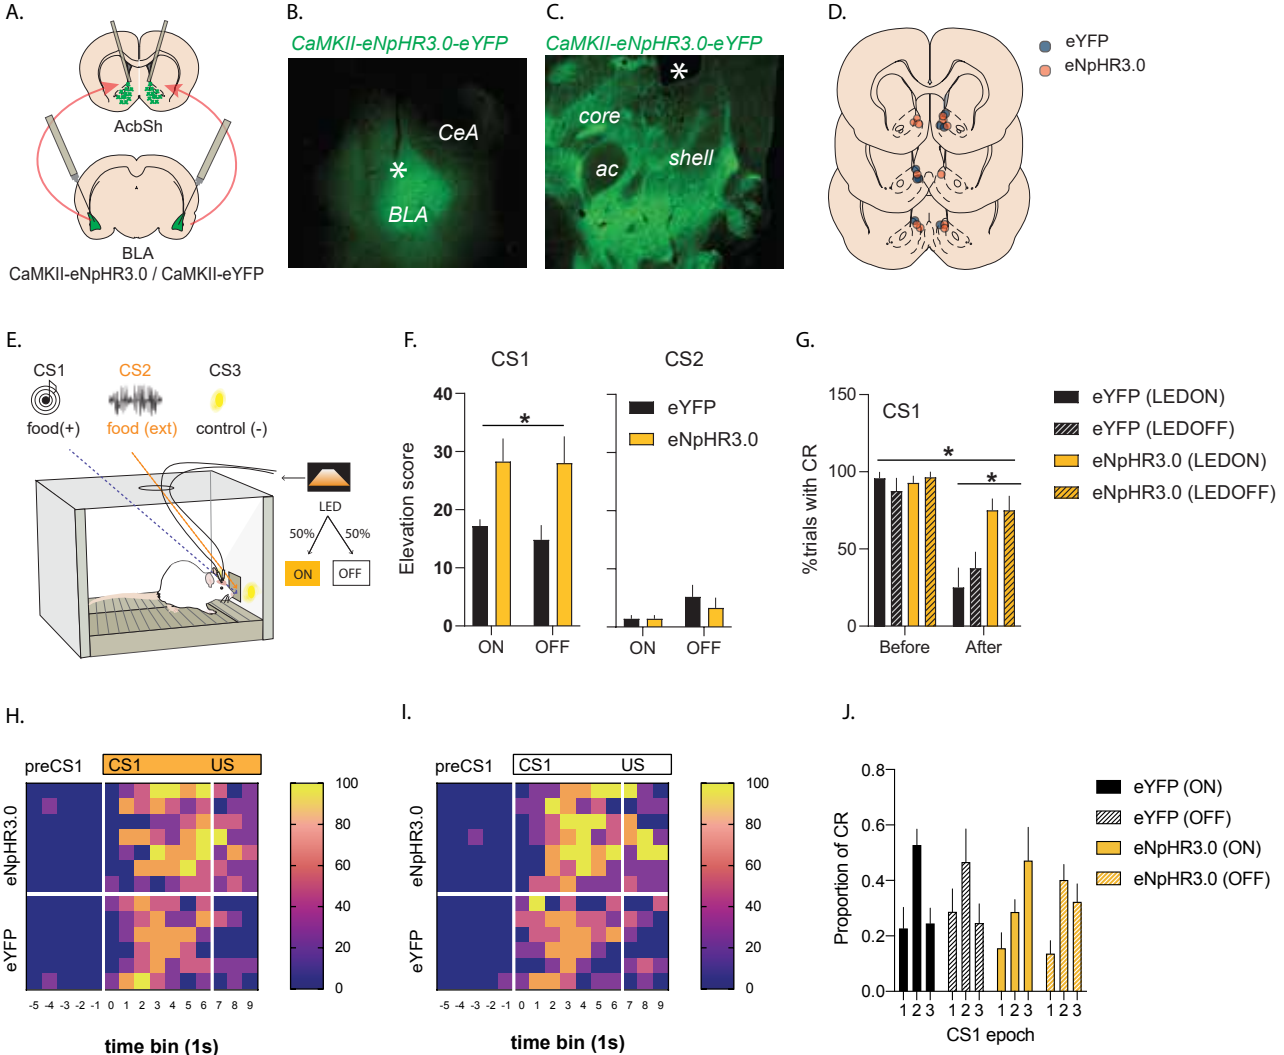 A.
AcbSh
BLA
CaMKII-eNpHR3.0 / CaMKII-eYFP
B.
CaMKII-eNpHR3.0-eYFP
CeA
*
BLA
C.
CaMKII-eNpHR3.0-eYFP
*
core
ac
shell
D.
eYFP
eNpHR3.0
E.
CS1
CS2
CS3
food(+)
food (ext)
control (-)
LED
50%
50%
ON
OFF
F.
CS1
CS2
Elevation score
40
30
20
10
0
*
ON
OFF
eYFP
eNpHR3.0
ON
OFF
G.
%trials with CR
150
100
50
0
CS1
*
*
Before
After
eYFP (LEDON)
eYFP (LEDOFF)
eNpHR3.0 (LEDON)
eNpHR3.0 (LEDOFF)
H.
preCS1
CS1
US
eNpHR3.0
eYFP
100
80
60
40
20
0
-5 -4 -3 -2 -1 0 1 2 3 4 5 6 7 8 9
time bin (1s)
I.
preCS1
CS1
US
eNpHR3.0
eYFP
100
80
60
40
20
0
-5 -4 -3 -2 -1 0 1 2 3 4 5 6 7 8 9
time bin (1s)
J.
Proportion of CR
0.8
0.6
0.4
0.2
0.0
1 2 3 1 2 3 1 2 3 1 2 3
CS1 epoch
eYFP (ON)
eYFP (OFF)
eNpHR3.0 (ON)
eNpHR3.0 (OFF)